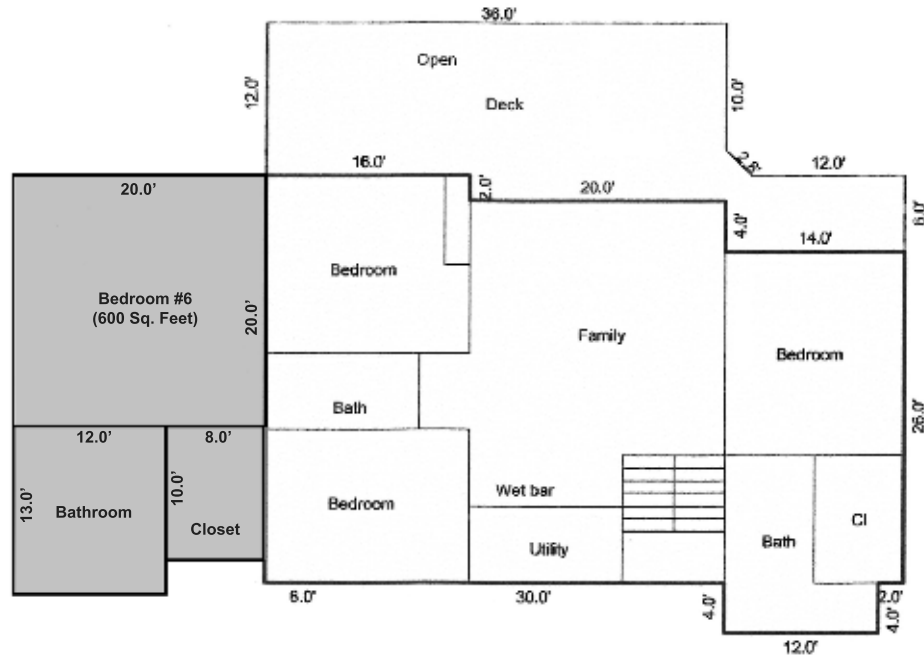 36.0'
Open
12.0'
Deck
10.0'
2.8'
16.0'
12.0'
20.0'
2.0'
20.0'
4.0'
6.0'
14.0'
Bedroom
Bedroom #6
(600 Sq. Feet)
20.0'
Family
Bedroom
Bath
26.0'
12.0'
8.0'
13.0'
10.0'
Bathroom
Closet
Bedroom
Wet bar
Utility
Bath
Cl
6.0'
30.0'
4.0'
2.0'
4.0'
12.0'